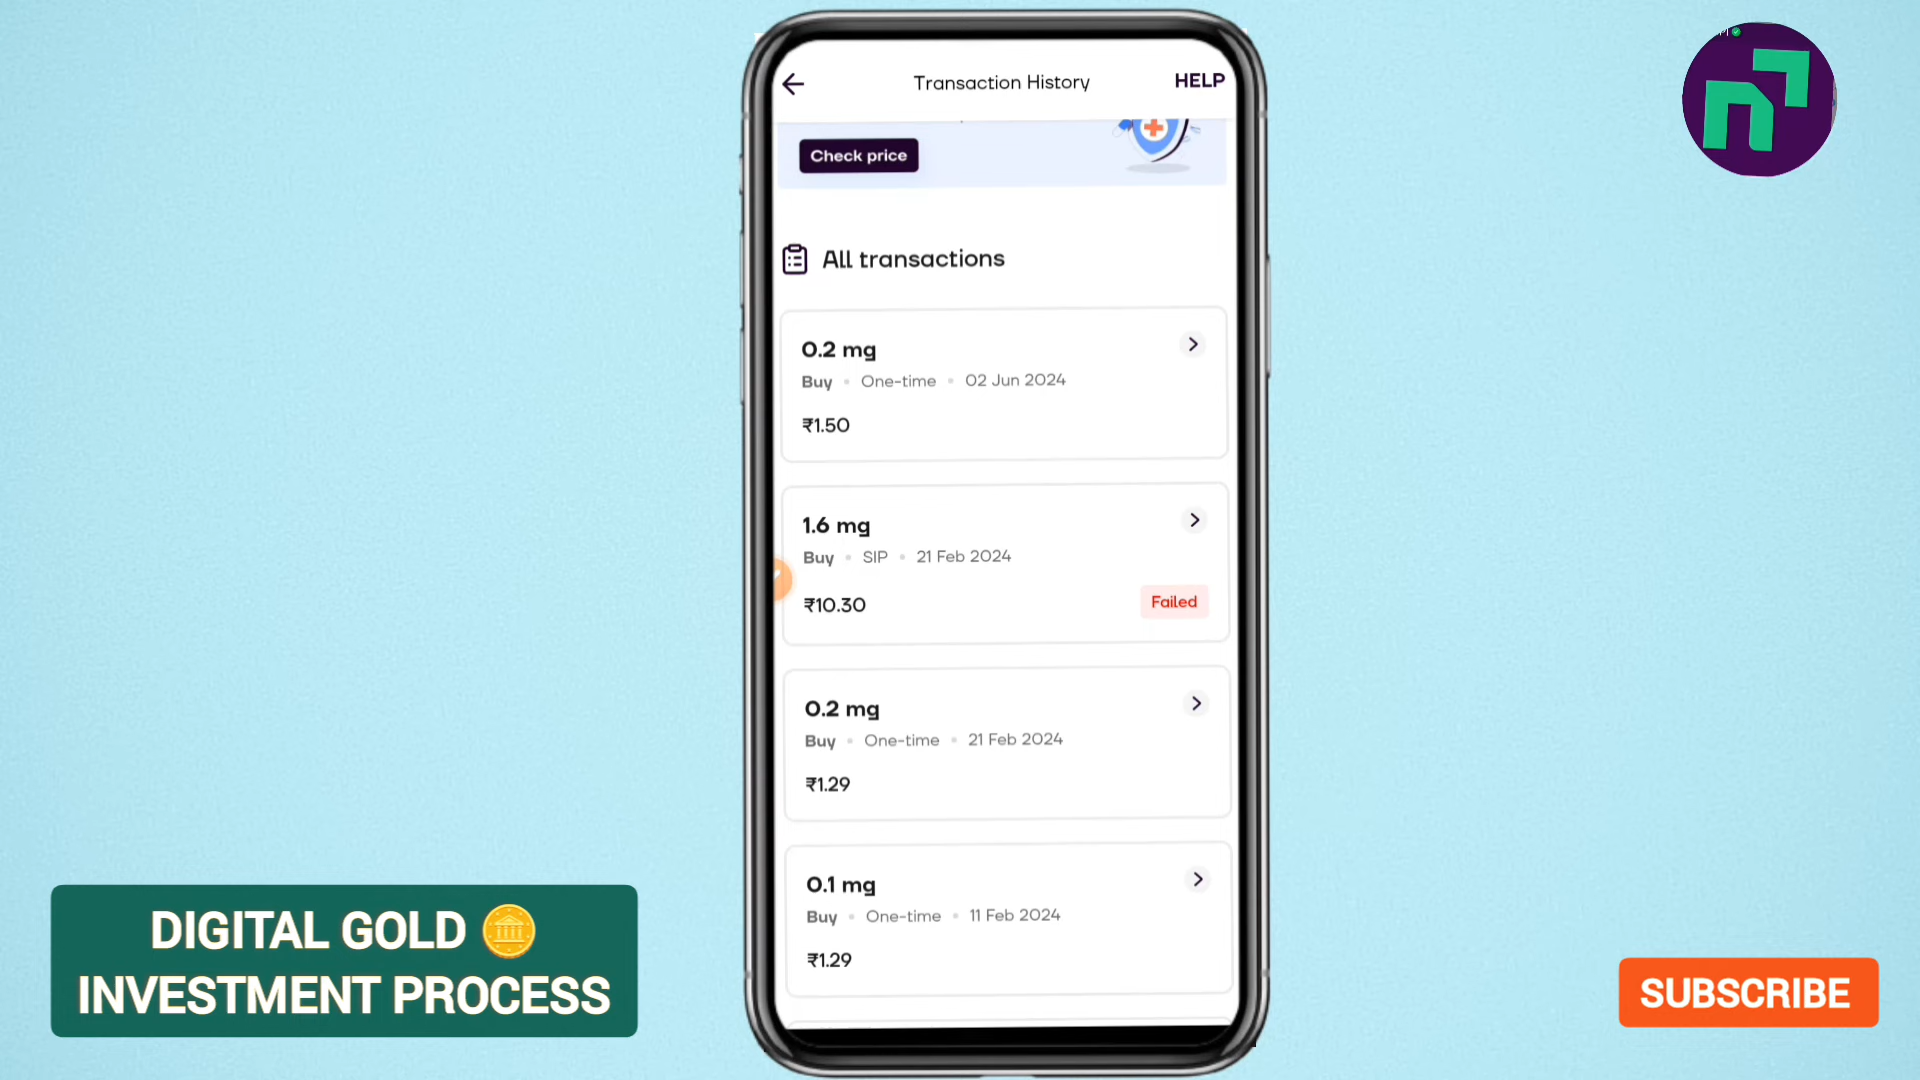 Transaction History
HELP
Check price
All transactions
0.2 mg
Buy • One-time • 02 Jun 2024
₹1.50
1.6 mg
Buy • SIP • 21 Feb 2024
₹10.30
Failed
0.2 mg
Buy • One-time • 21 Feb 2024
₹1.29
0.1 mg
Buy • One-time • 11 Feb 2024
₹1.29
DIGITAL GOLD
INVESTMENT PROCESS
SUBSCRIBE